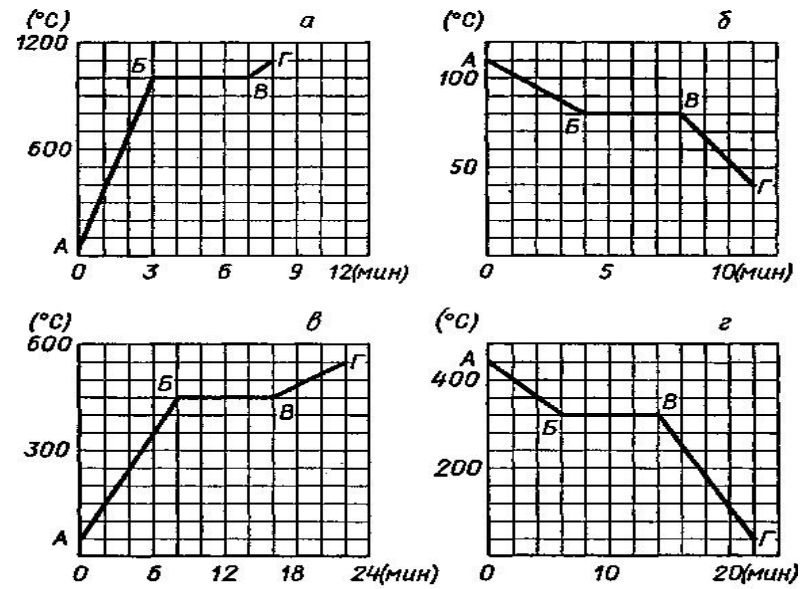 (°C) а
1200
600
А Б В Г
0 3 6 9 12(мин)
(°C) б
100
50
А Б В Г
0 5 10(мин)
(°C) в
600
300
А Б В Г
0 6 12 18 24(мин)
(°C) г
400
200
А Б В Г
0 10 20(мин)